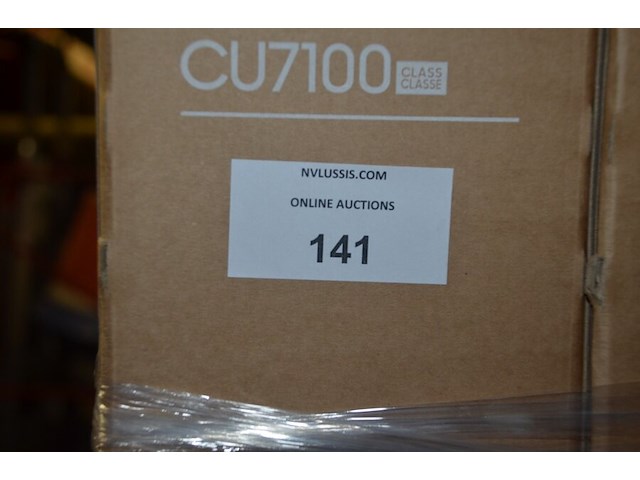 CU7100 CLASS
CLASSE
NVLUSSIS.COM
ONLINE AUCTIONS
141